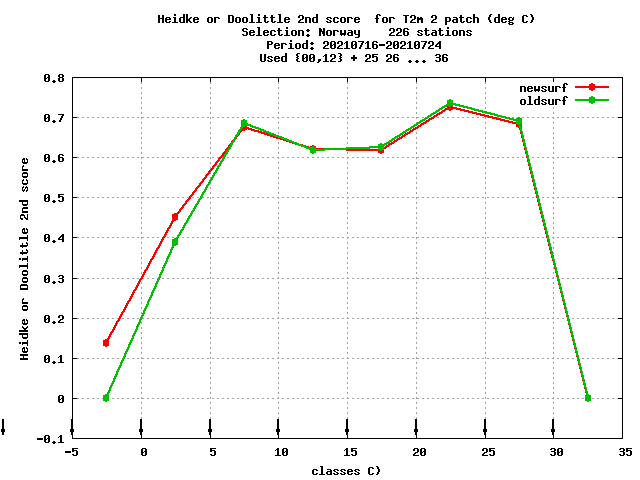 Heidke or Doolittle 2nd score  for T2m 2 patch (deg C)
Selection: Norway    226 stations
Period: 20210716-20210724
Used {00,12} + 25 26 ... 36
newsurf
oldsurf
0.8
0.7
0.6
0.5
0.4
0.3
0.2
0.1
0
-0.1
Heidke or Doolittle 2nd score
-5 0 5 10 15 20 25 30 35
classes C)